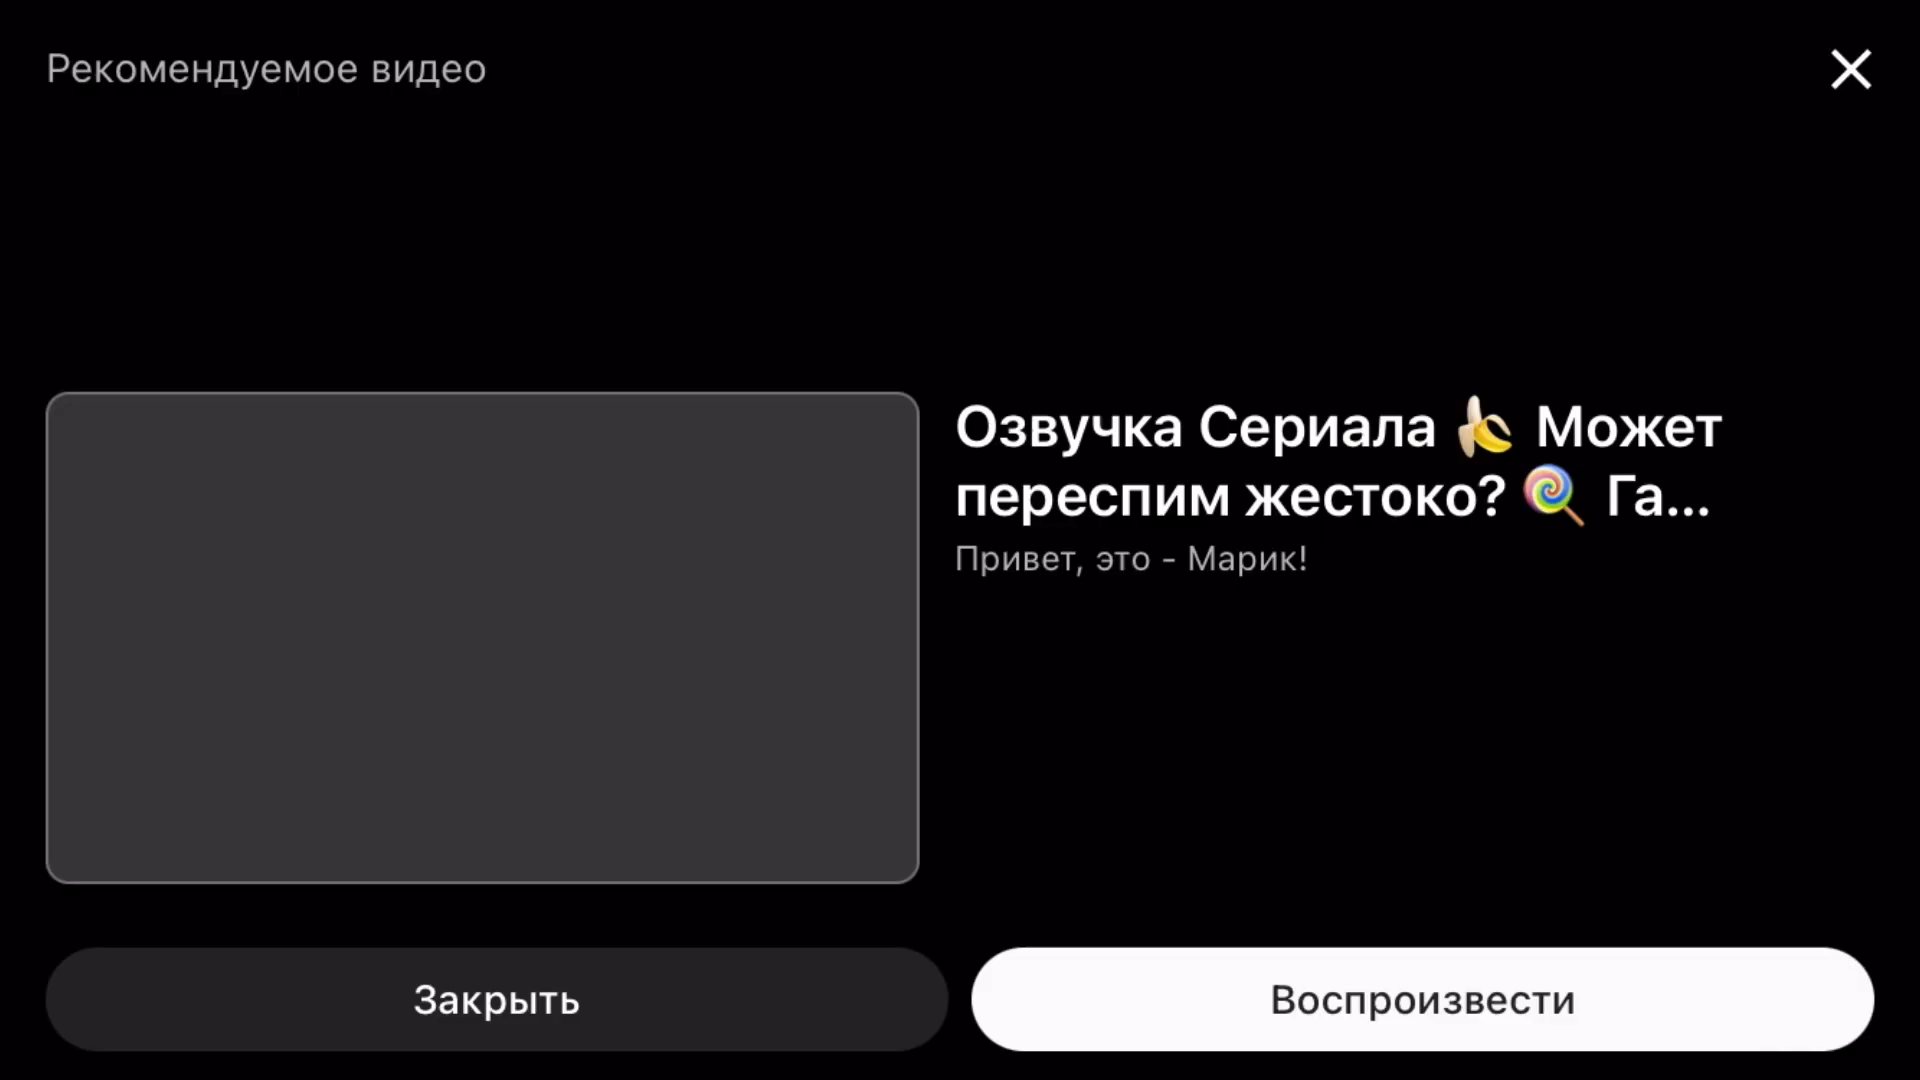 Рекомендуемое видео
Озвучка Сериала 🍌 Может
переспим жестоко? 🍭 Га...
Привет, это - Марик!
Закрыть
Воспроизвести